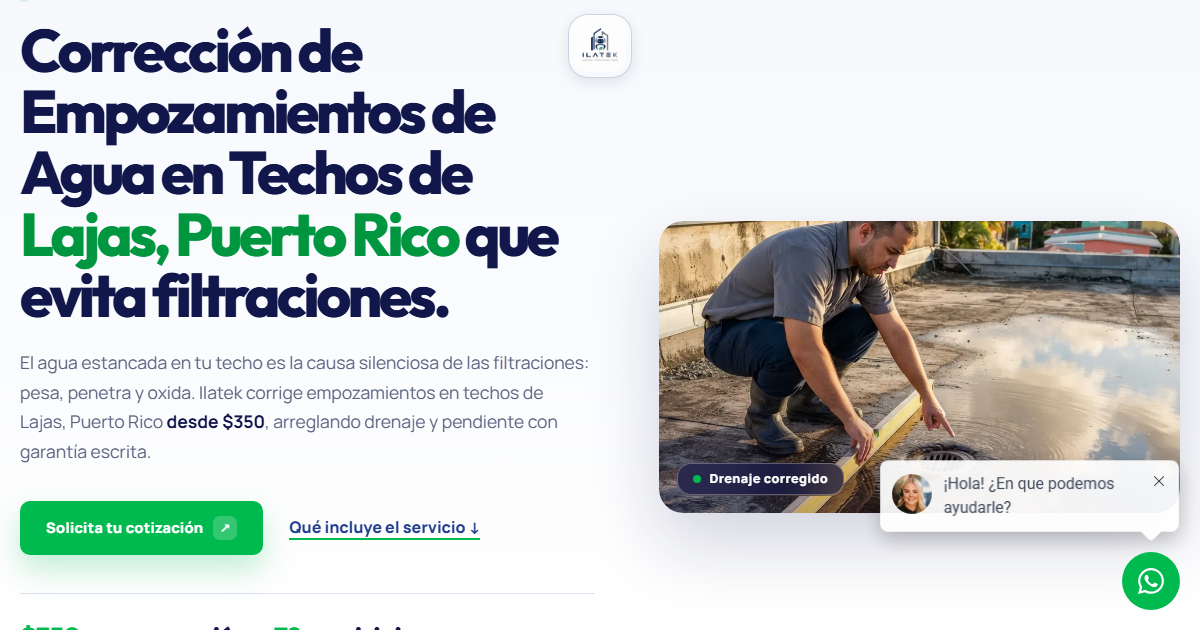 Corrección de
Empozamientos de
Agua en Techos de
Lajas, Puerto Rico que
evita filtraciones.
El agua estancada en tu techo es la causa silenciosa de las filtraciones:
pesa, penetra y oxida. Ilatek corrige empozamientos en techos de
Lajas, Puerto Rico desde $350, arreglando drenaje y pendiente con
garantía escrita.
Solicita tu cotización ↗
Qué incluye el servicio ↓
ILATEK
Drenaje corregido
¡Hola! ¿En que podemos
ayudarle?